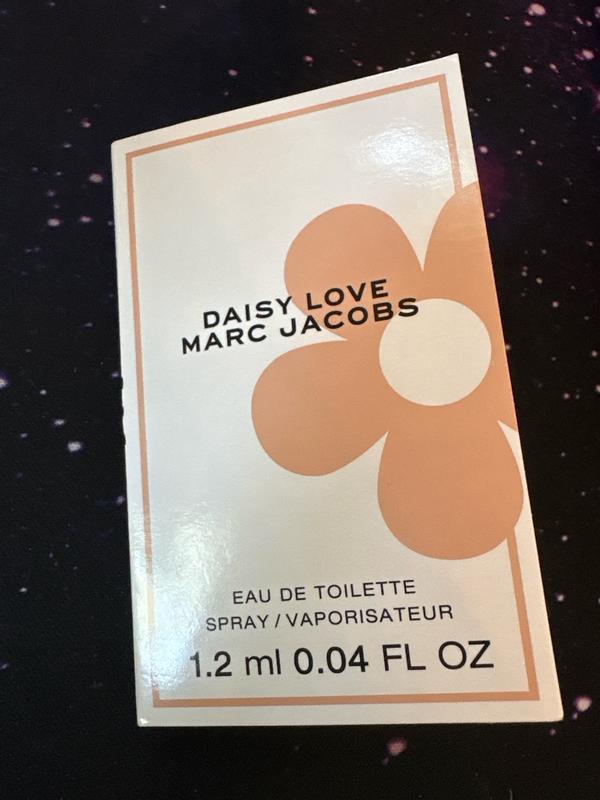 DAISY LOVE
MARC JACOBS
EAU DE TOILETTE
SPRAY / VAPORISATEUR
1.2 ml 0.04 FL OZ